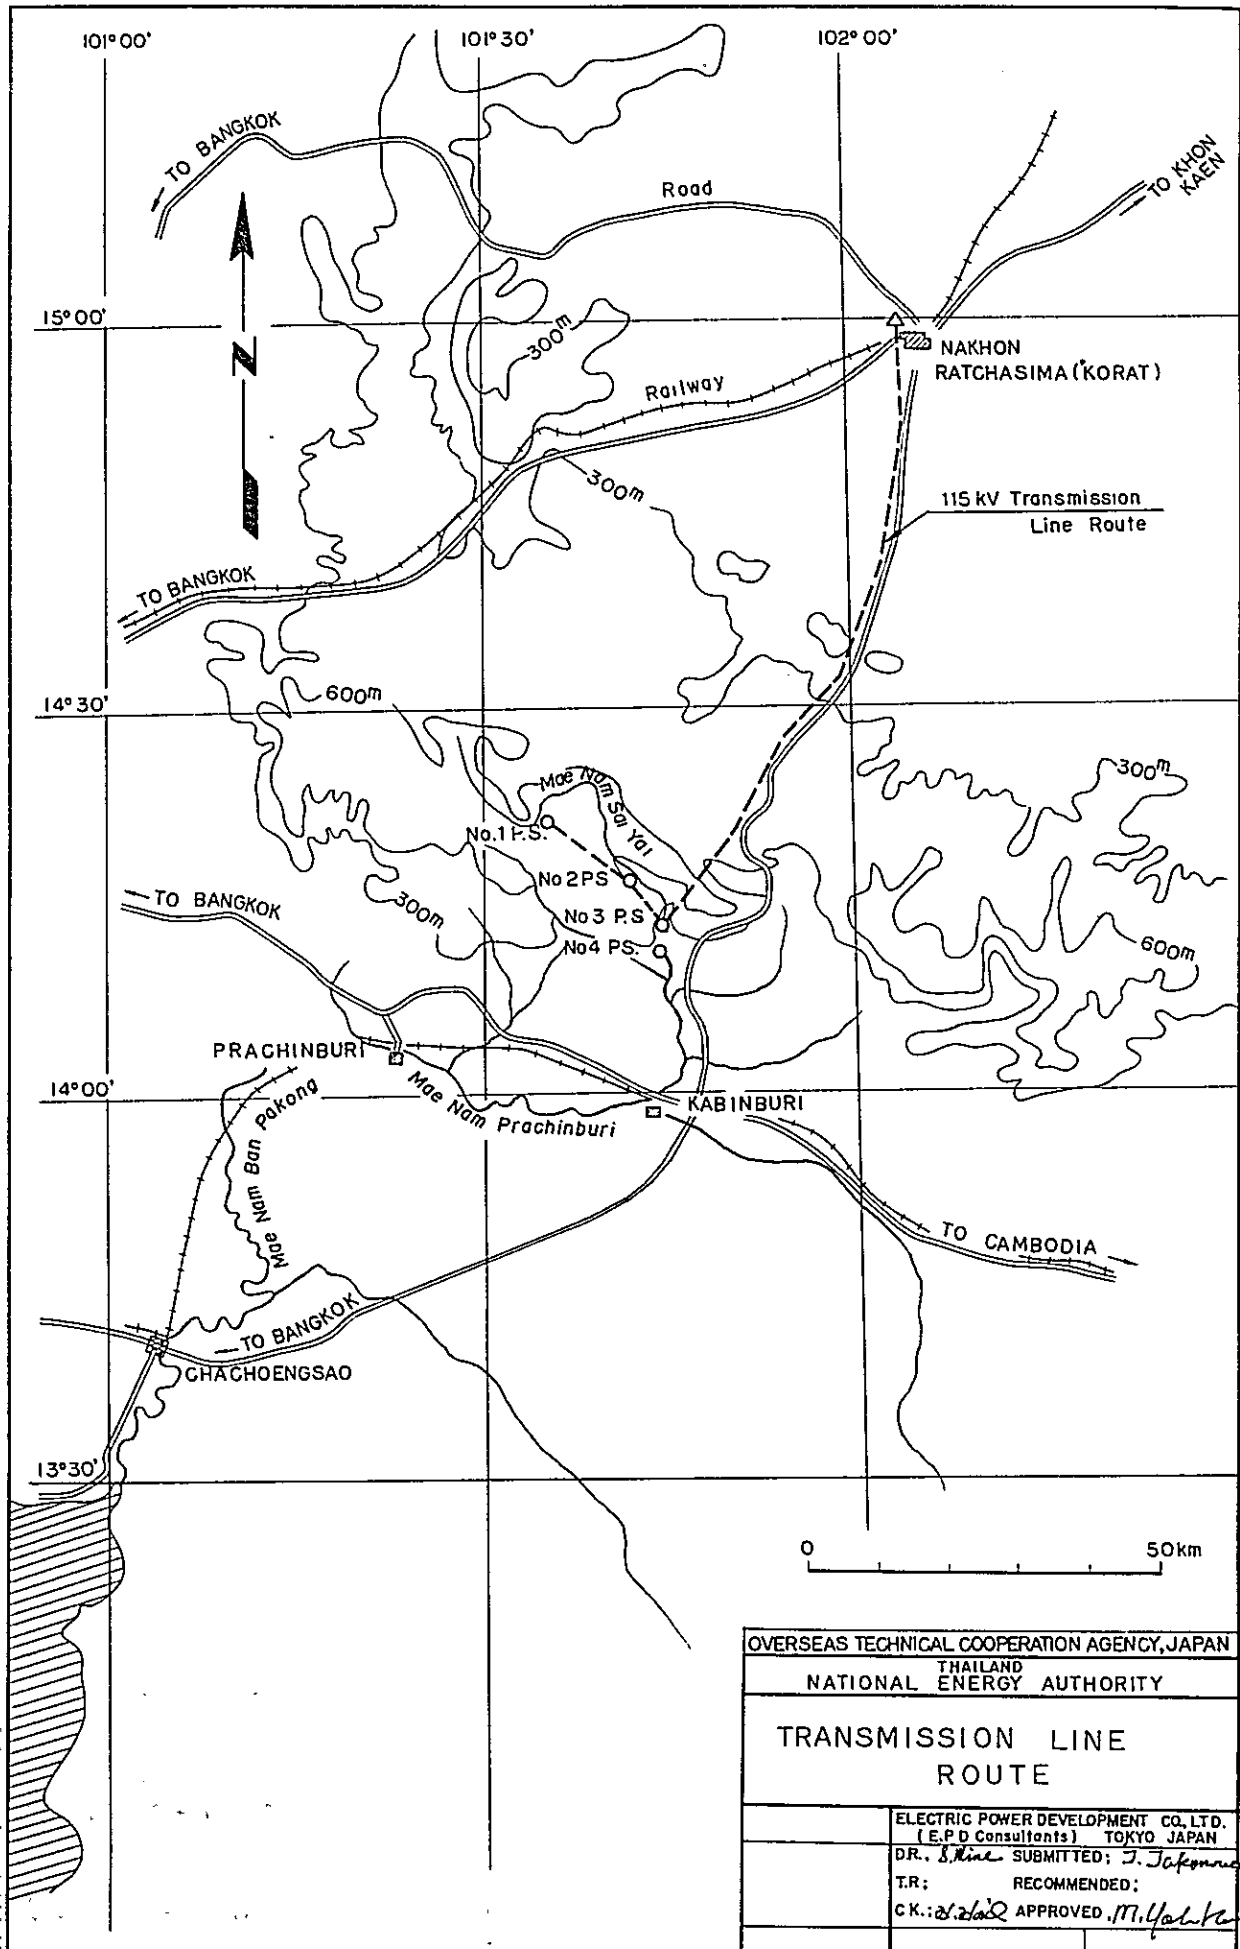 101°00'
101°30'
102°00'
TO BANGKOK
Road
TO KHON
KAEN
15°00'
N
300m
NAKHON
RATCHASIMA (KORAT)
Railway
300m
115 kV Transmission
Line Route
TO BANGKOK
14°30'
600m
300m
Mae Nam Sai Yai
No.1 P.S.
No 2 PS
TO BANGKOK
300m
No 3 P.S
No 4 PS.
600m
PRACHINBURI
14°00'
Mae Nam Prachinburi
KABINBURI
Mae Nam Ban Pakong
TO CAMBODIA
TO BANGKOK
CHACHOENGSAO
13°30'
0
50km
OVERSEAS TECHNICAL COOPERATION AGENCY, JAPAN
THAILAND
NATIONAL ENERGY AUTHORITY
TRANSMISSION LINE
ROUTE
ELECTRIC POWER DEVELOPMENT CO., LTD.
(E.P D Consultants) TOKYO JAPAN
DR.. SUBMITTED:
T.R: RECOMMENDED:
CK.: APPROVED.